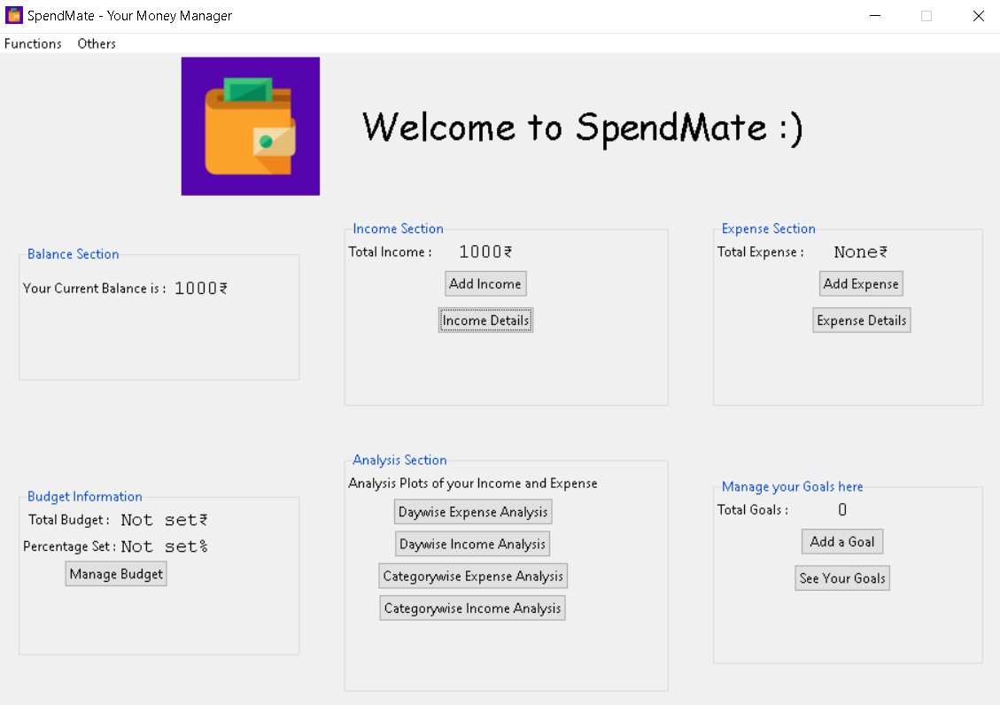 SpendMate - Your Money Manager
Functions Others
Welcome to SpendMate :)
Balance Section
Your Current Balance is : 1000₹
Income Section
Total Income : 1000₹
Add Income
Income Details
Expense Section
Total Expense : None₹
Add Expense
Expense Details
Budget Information
Total Budget : Not set₹
Percentage Set : Not set%
Manage Budget
Analysis Section
Analysis Plots of your Income and Expense
Daywise Expense Analysis
Daywise Income Analysis
Categorywise Expense Analysis
Categorywise Income Analysis
Manage your Goals here
Total Goals : 0
Add a Goal
See Your Goals